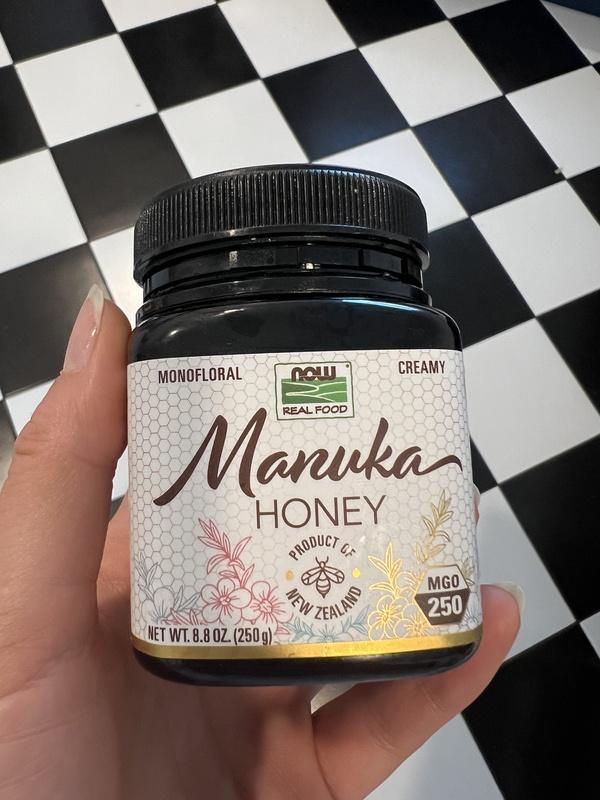 MONOFLORAL
now
REAL FOOD
CREAMY
Manuka
HONEY
PRODUCT OF
NEW ZEALAND
MGO
250
NET WT. 8.8 OZ. (250 g)